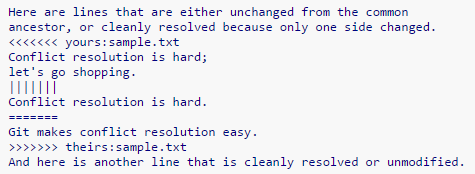 Here are lines that are either unchanged from the common
ancestor, or cleanly resolved because only one side changed.
<<<<<<< yours:sample.txt
Conflict resolution is hard;
let's go shopping.
|||||||
Conflict resolution is hard.
=======
Git makes conflict resolution easy.
>>>>>>> theirs:sample.txt
And here is another line that is cleanly resolved or unmodified.